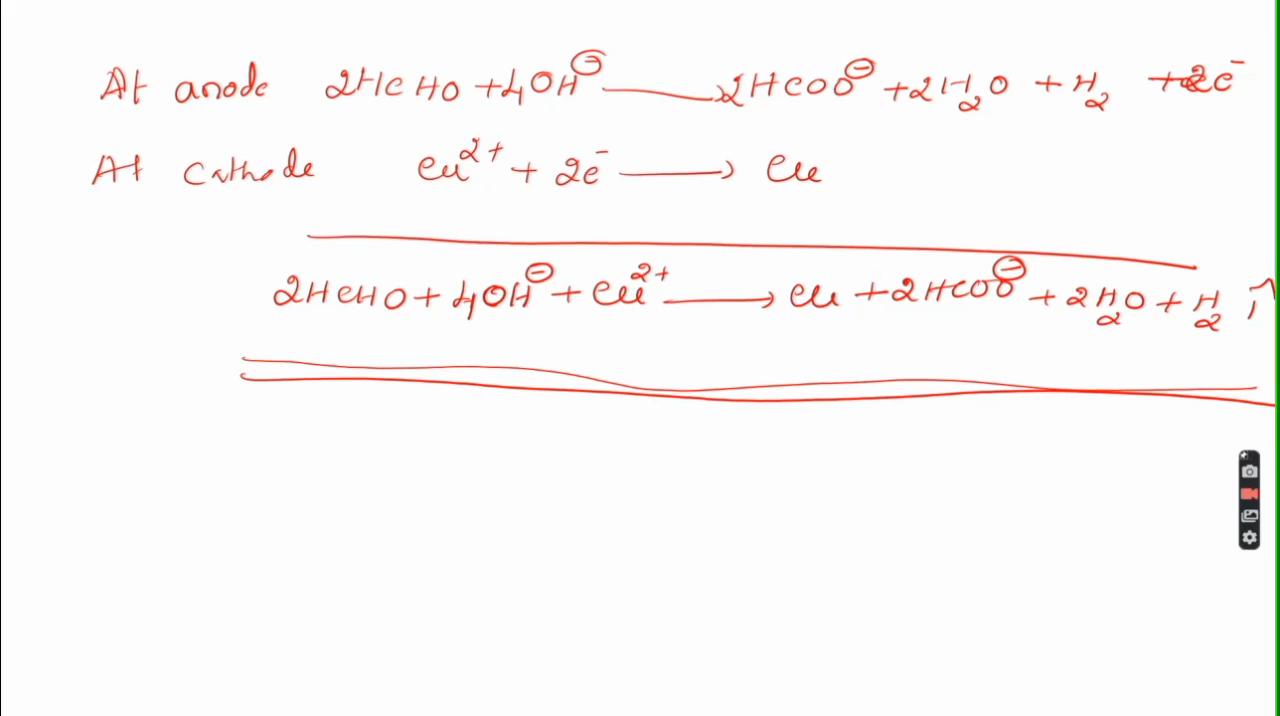 At anode 2HCHO + 4OH⊖ ⟶ 2HCOO⊖ + 2H₂O + H₂ + 2e⁻
At Cathode Cu²⁺ + 2e⁻ ⟶ Cu
2HCHO + 4OH⊖ + Cu²⁺ ⟶ Cu + 2HCOO⊖ + 2H₂O + H₂ ↑